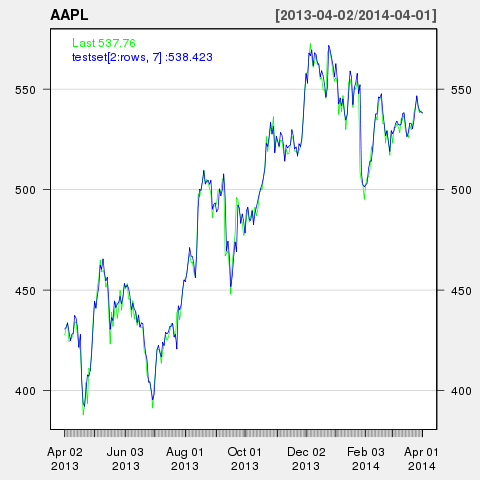 AAPL [2013-04-02/2014-04-01]
Last 537.76
testset[2:rows, 7] :538.423
550 550
500 500
450 450
400 400
Apr 02 Jun 03 Aug 01 Oct 01 Dec 02 Feb 03 Apr 01
2013 2013 2013 2013 2013 2014 2014